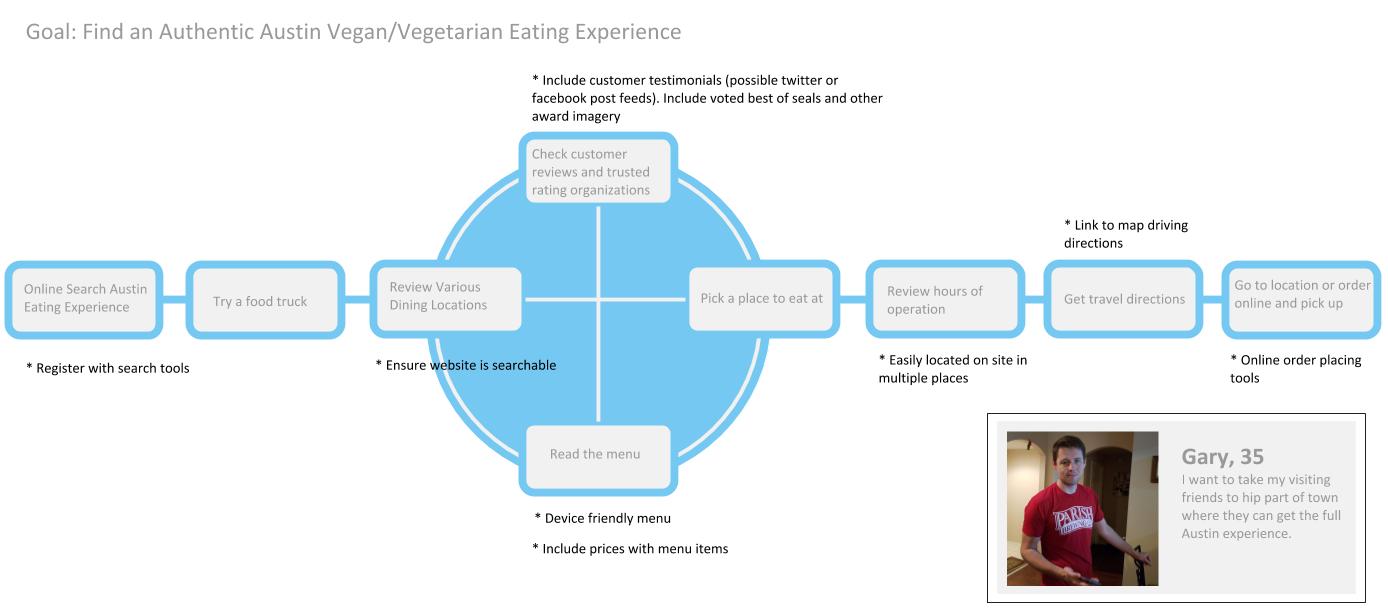 Goal: Find an Authentic Austin Vegan/Vegetarian Eating Experience
* Include customer testimonials (possible twitter or
facebook post feeds). Include voted best of seals and other
award imagery
Check customer
reviews and trusted
rating organizations
* Link to map driving
directions
Online Search Austin
Eating Experience
Try a food truck
Review Various
Dining Locations
Pick a place to eat at
Review hours of
operation
Get travel directions
Go to location or order
online and pick up
* Register with search tools
* Ensure website is searchable
* Easily located on site in
multiple places
* Online order placing
tools
Read the menu
* Device friendly menu
* Include prices with menu items
PARISH
Gary, 35
I want to take my visiting
friends to hip part of town
where they can get the full
Austin experience.